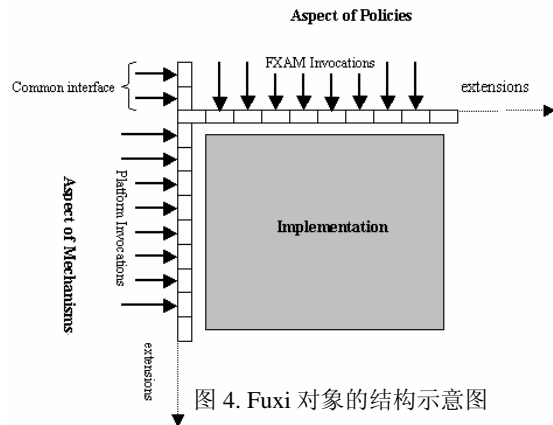 Aspect of Policies
Common interface
FXAM Invocations
extensions
Aspect of Mechanisms
Platform Invocations
Implementation
extensions
图 4. Fuxi 对象的结构示意图